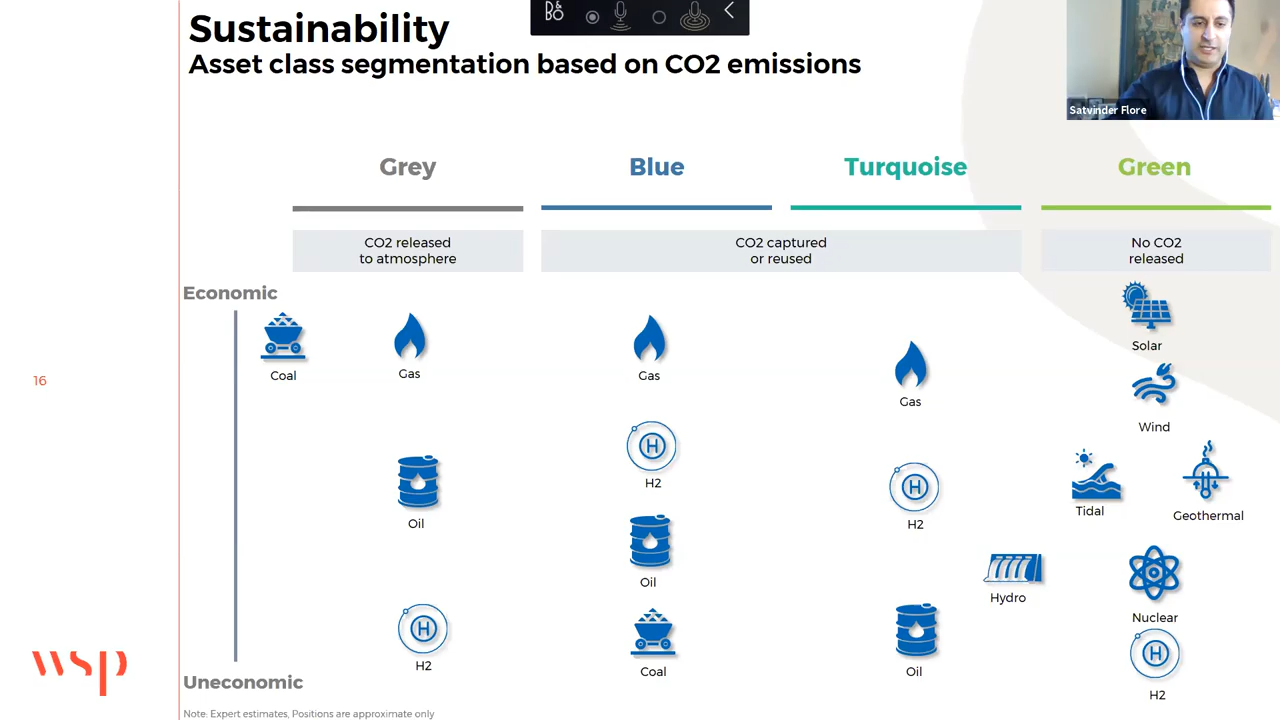 Sustainability
Asset class segmentation based on CO2 emissions
B&O
Satvinder Flore
Grey
Blue
Turquoise
Green
CO2 released
to atmosphere
CO2 captured
or reused
No CO2
released
Economic
Solar
Coal
Gas
Gas
Gas
Wind
16
H
H2
H
H2
Tidal
Geothermal
Oil
Oil
Hydro
Nuclear
H
H2
Coal
Oil
H
H2
wsp
Uneconomic
Note: Expert estimates, Positions are approximate only